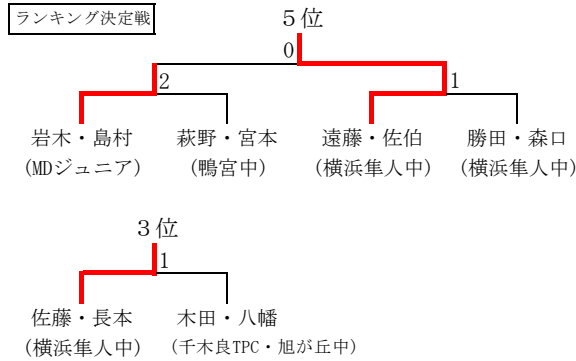 ランキング決定戦
5位
0
2
1
岩木・島村
萩野・宮本
遠藤・佐伯
勝田・森口
(MDジュニア)
(鴨宮中)
(横浜隼人中)
(横浜隼人中)
3位
1
佐藤・長本
木田・八幡
(横浜隼人中)
(千木良TPC・旭が丘中)